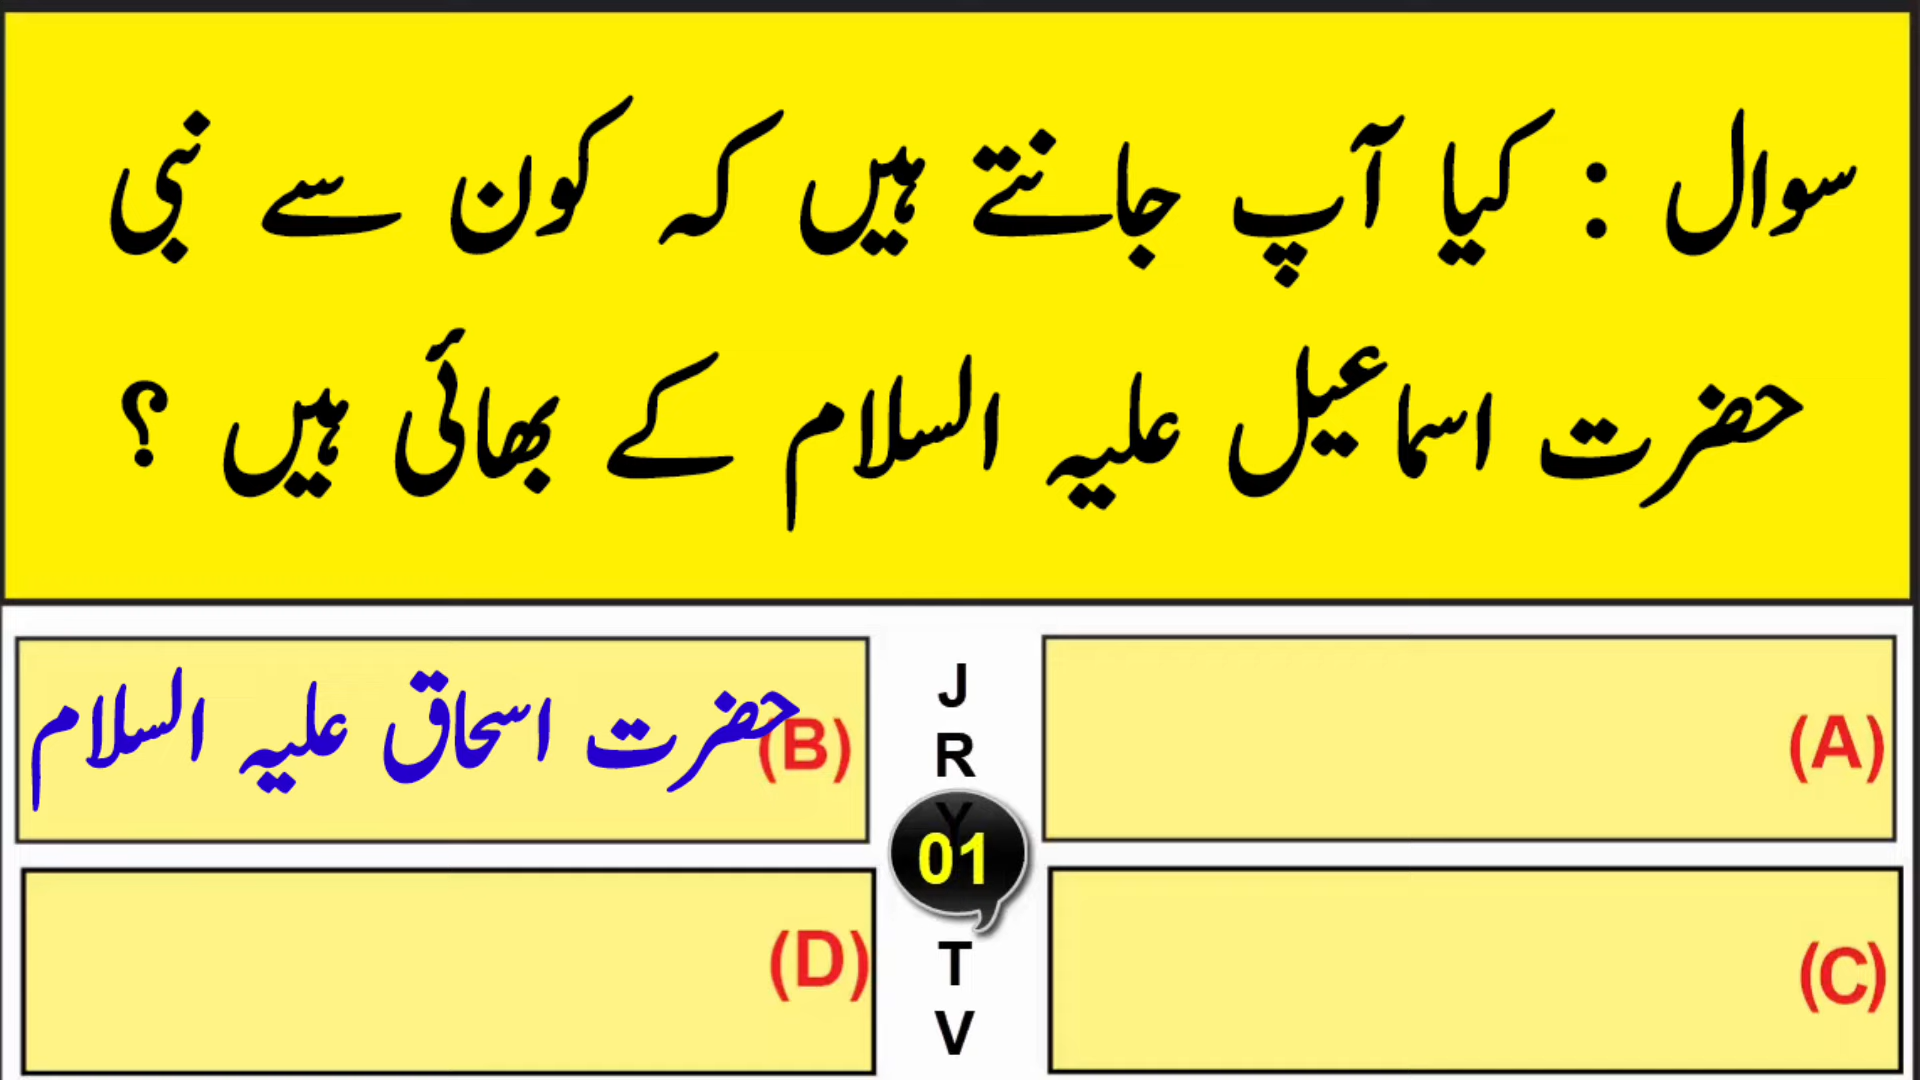 سوال : کیا آپ جانتے ہیں کہ کون سے نبی
حضرت اسماعیل علیہ السلام کے بھائی ہیں ؟
(A)
(B) حضرت اسحاق علیہ السلام
(C)
(D)
J
R
Y
01
T
V